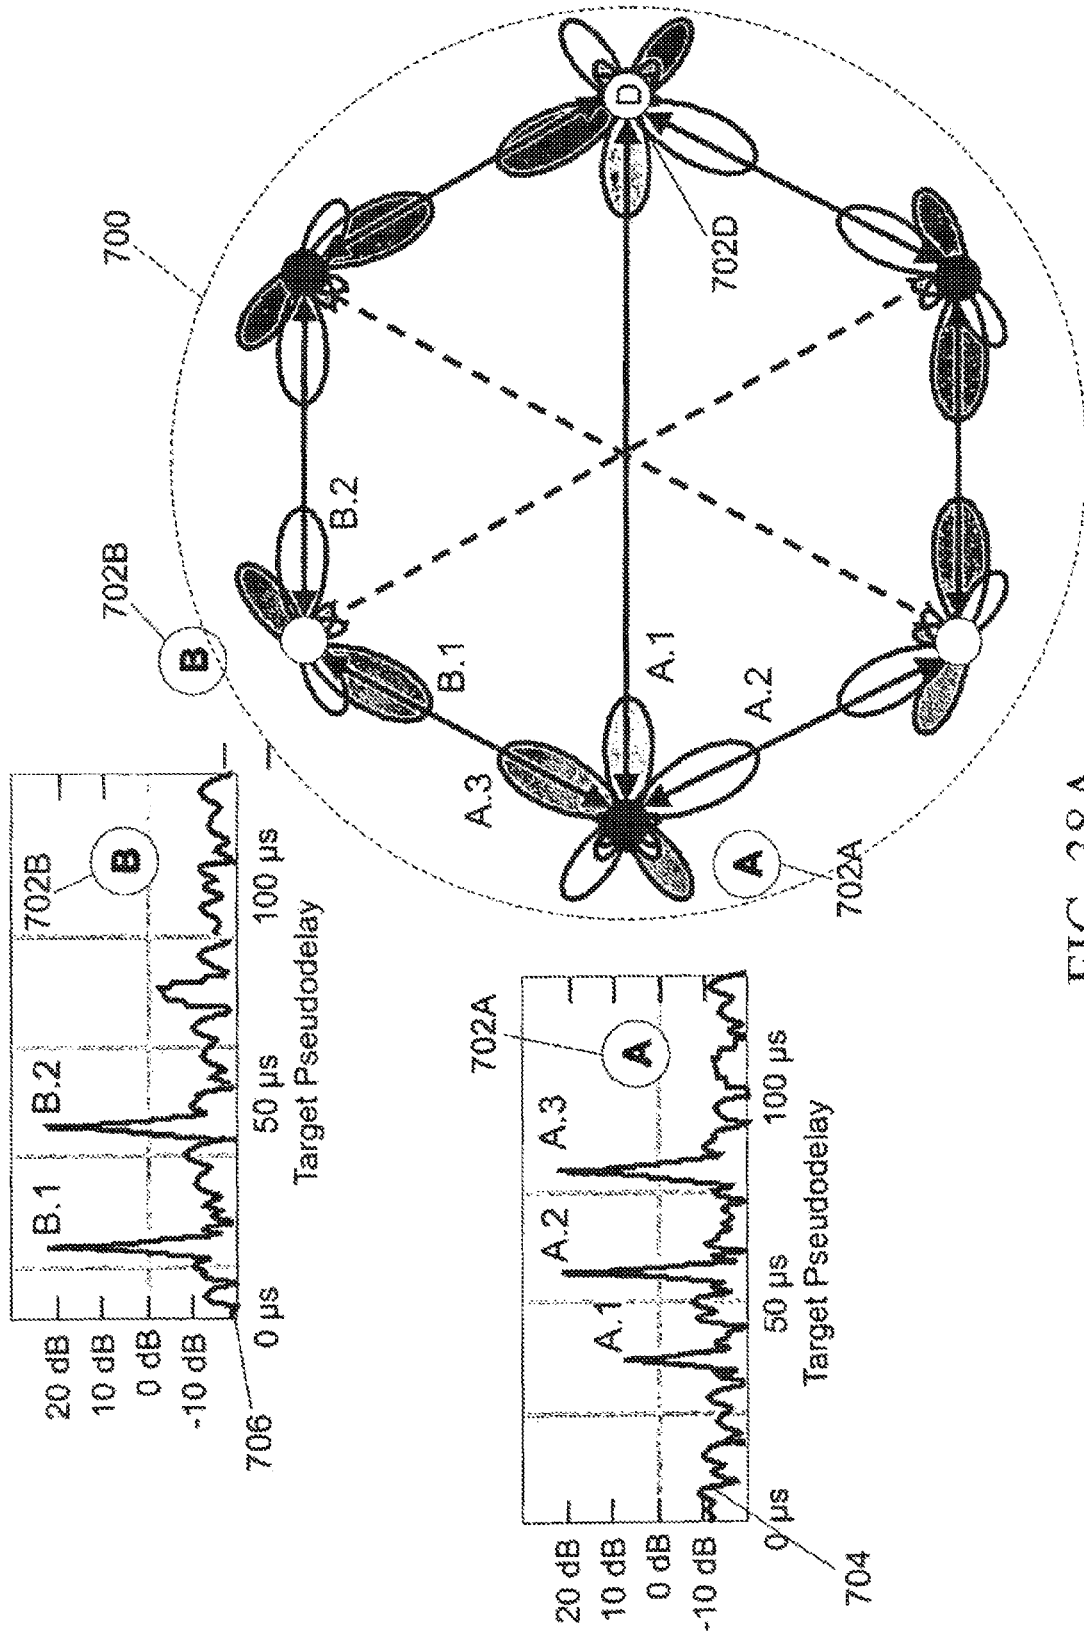 20 dB
10 dB
0 dB
-10 dB
706
0 µs
50 µs
100 µs
Target Pseudodelay
B.1
B.2
702B
B
20 dB
10 dB
0 dB
-10 dB
704
0 µs
50 µs
100 µs
Target Pseudodelay
A.1
A.2
A.3
702A
A
702B
B
700
B.2
B.1
A.3
A.1
A.2
A
702A
702D
D
FIG. 28A